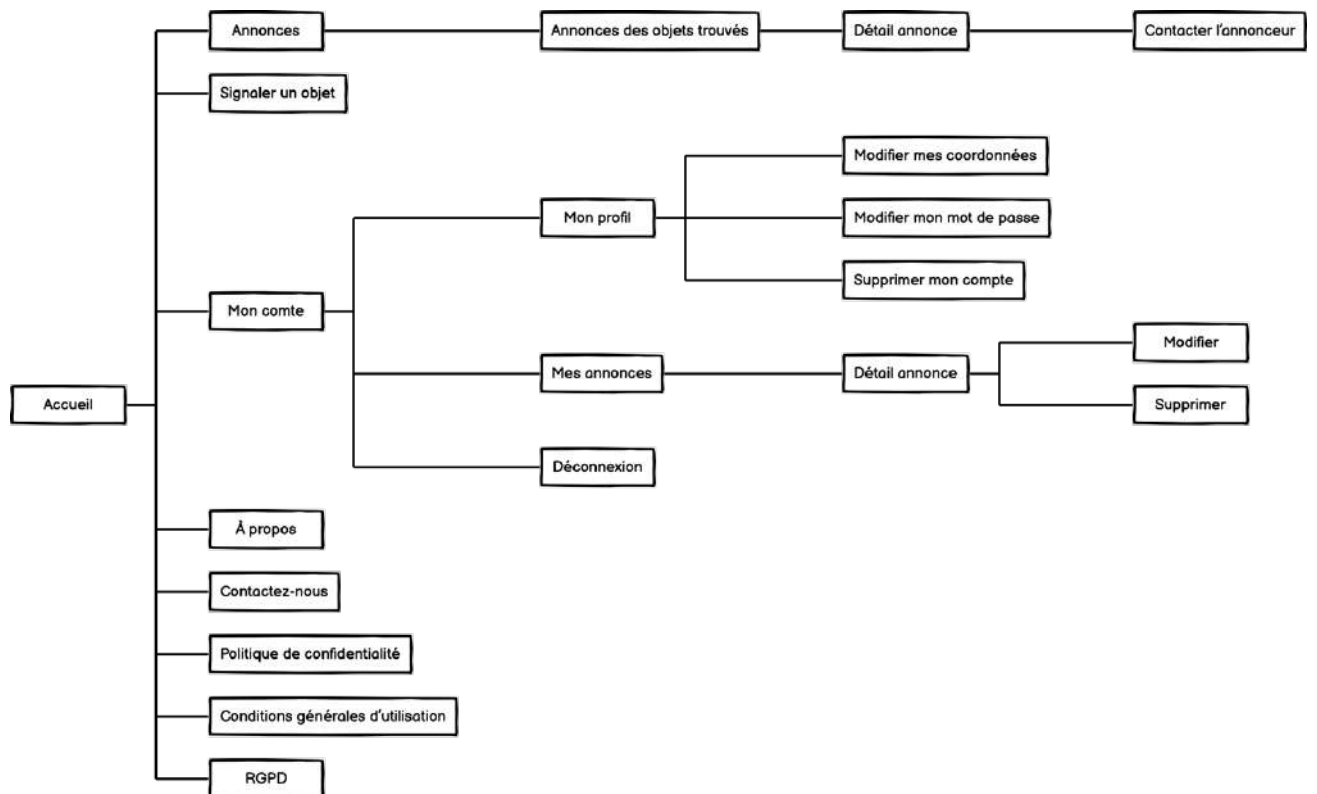 Annonces
Annonces des objets trouvés
Détail annonce
Contacter l'annonceur
Signaler un objet
Modifier mes coordonnées
Mon profil
Modifier mon mot de passe
Supprimer mon compte
Mon comte
Modifier
Mes annonces
Détail annonce
Accueil
Supprimer
Déconnexion
À propos
Contactez-nous
Politique de confidentialité
Conditions générales d'utilisation
RGPD